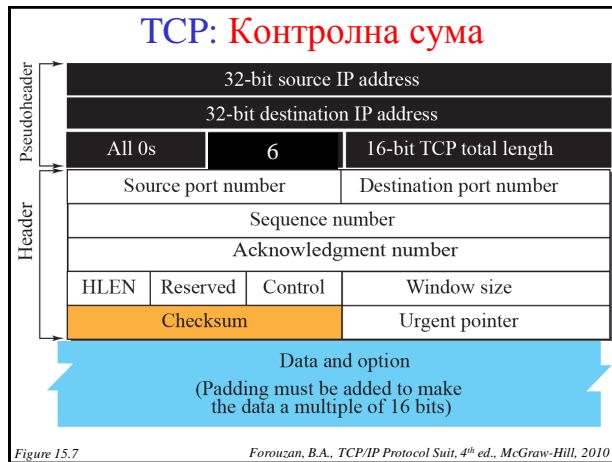 TCP: Контролна сума
Pseudoheader
32-bit source IP address
32-bit destination IP address
All 0s 6 16-bit TCP total length
Header
Source port number Destination port number
Sequence number
Acknowledgment number
HLEN Reserved Control Window size
Checksum Urgent pointer
Data and option
(Padding must be added to make
the data a multiple of 16 bits)
Figure 15.7 Forouzan, B.A., TCP/IP Protocol Suit, 4th ed., McGraw-Hill, 2010